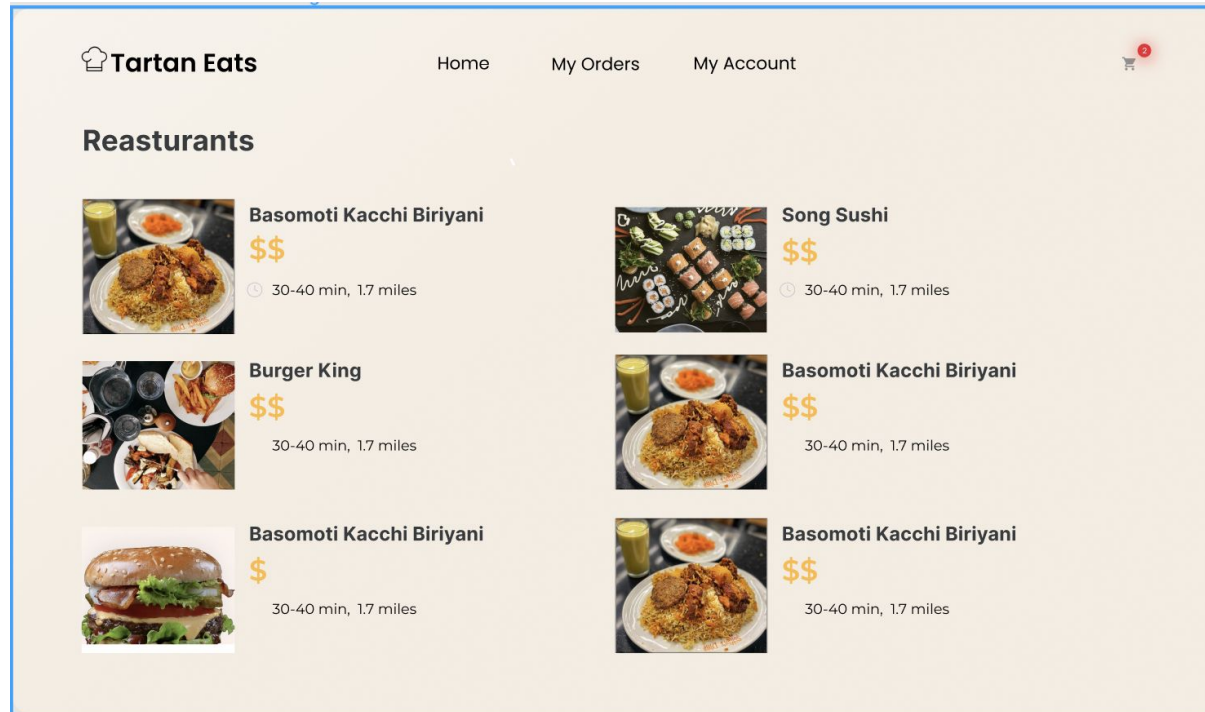 Tartan Eats
Home
My Orders
My Account
2
Reasturants
Basomoti Kacchi Biriyani
$$
30-40 min, 1.7 miles
Song Sushi
$$
30-40 min, 1.7 miles
Burger King
$$
30-40 min, 1.7 miles
Basomoti Kacchi Biriyani
$$
30-40 min, 1.7 miles
Basomoti Kacchi Biriyani
$
30-40 min, 1.7 miles
Basomoti Kacchi Biriyani
$$
30-40 min, 1.7 miles